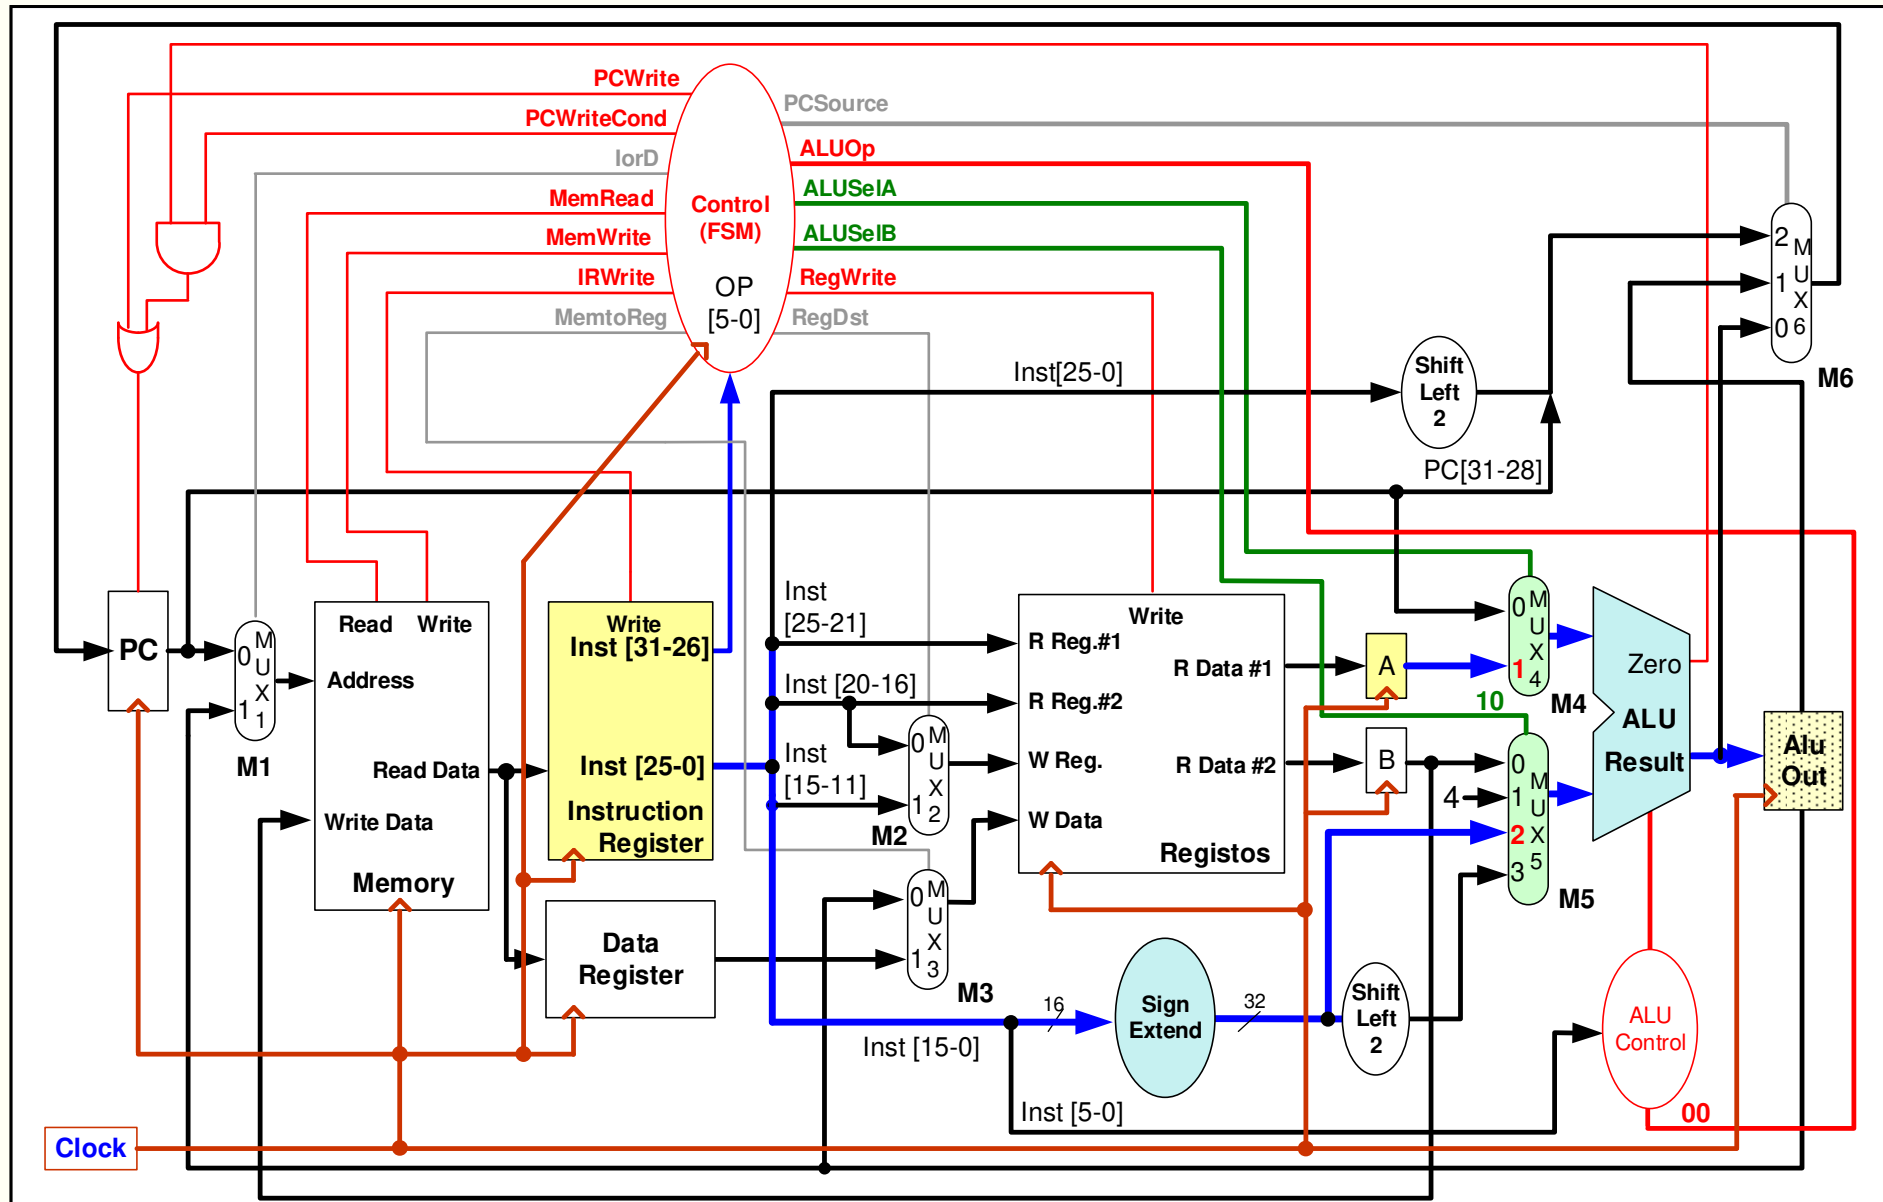 PCWrite
PCSource
PCWriteCond
ALUOp
IorD
ALUSelA
MemRead
Control
(FSM)
ALUSelB
MemWrite
IRWrite
OP
[5-0]
RegWrite
MemtoReg
RegDst
2
1
0
M
U
X
6
M6
Inst[25-0]
Shift
Left
2
PC[31-28]
PC
0
1
M
U
X
1
M1
Read
Write
Address
Read Data
Write Data
Memory
Write
Inst [31-26]
Inst [25-0]
Instruction
Register
Data
Register
Inst
[25-21]
Inst [20-16]
Inst
[15-11]
0
1
M
U
X
2
M2
0
1
M
U
X
3
M3
Write
R Reg.#1
R Data #1
R Reg.#2
W Reg.
R Data #2
W Data
Registos
A
B
4
0
1
M
U
X
4
M4
10
0
1
2
3
M
U
X
5
M5
Zero
ALU
Result
Alu
Out
16
Sign
Extend
32
Shift
Left
2
Inst [15-0]
Inst [5-0]
ALU
Control
00
Clock